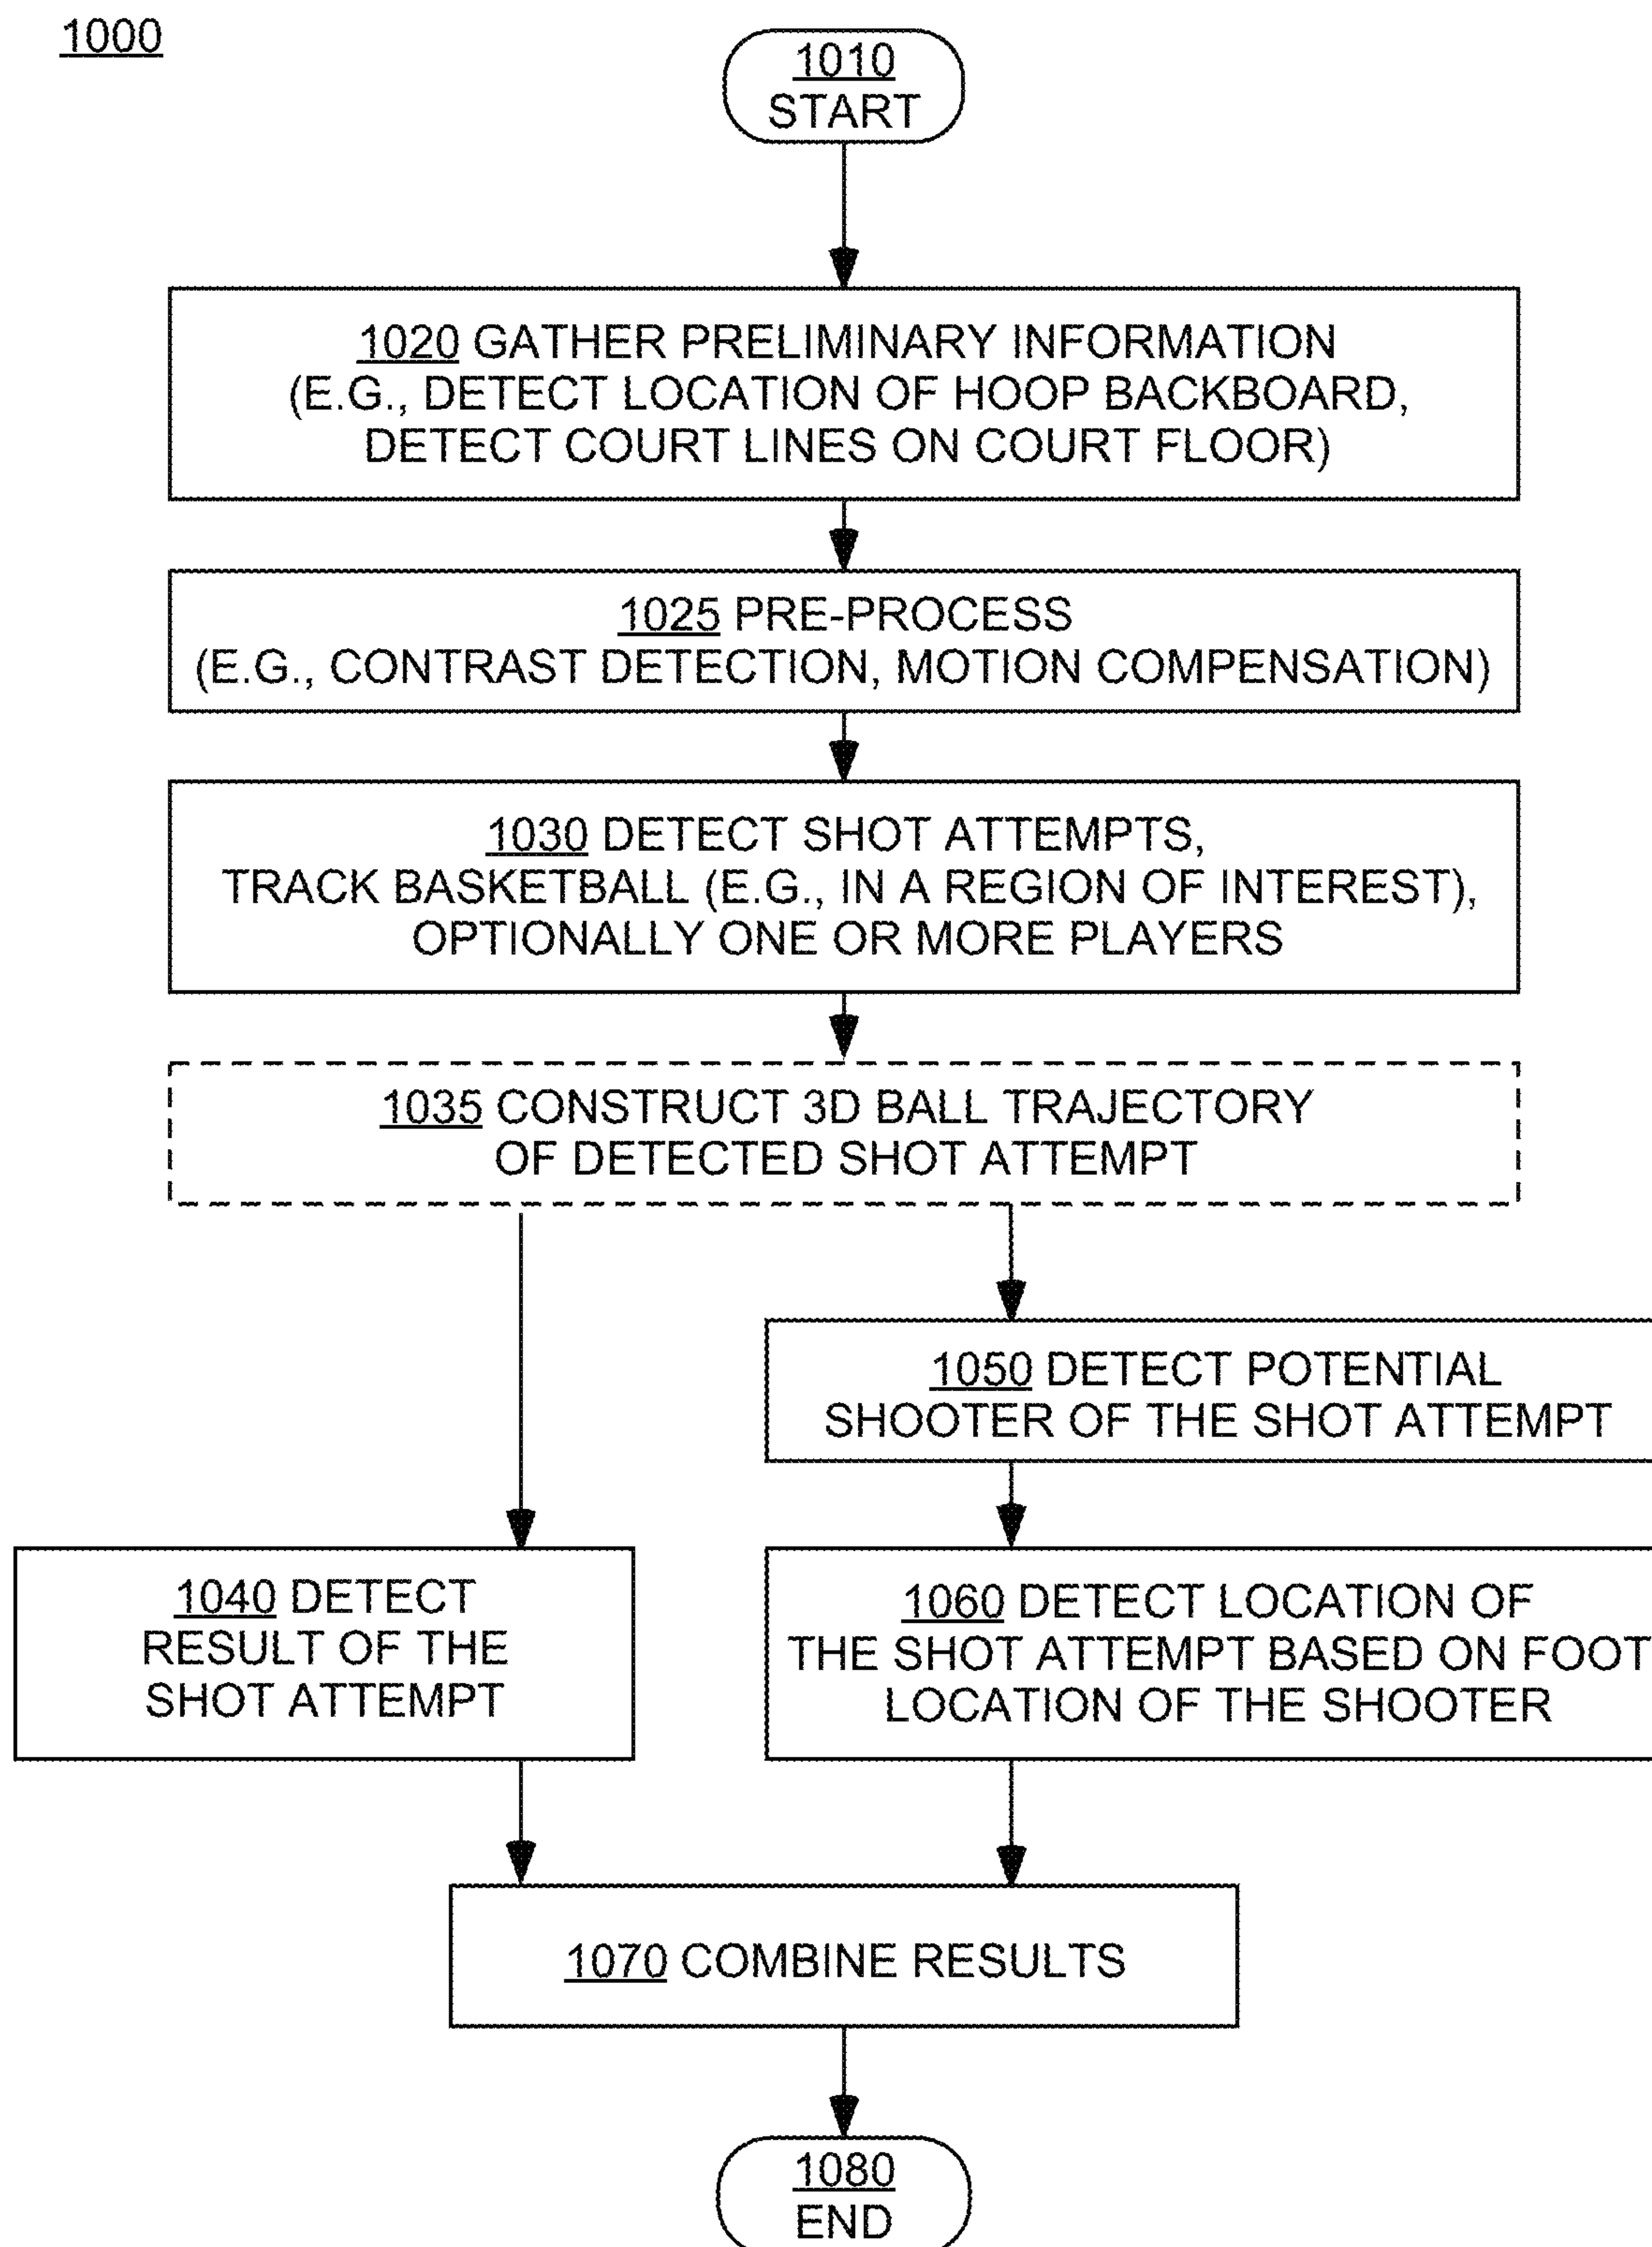 1000
1010
START
1020 GATHER PRELIMINARY INFORMATION
(E.G., DETECT LOCATION OF HOOP BACKBOARD,
DETECT COURT LINES ON COURT FLOOR)
1025 PRE-PROCESS
(E.G., CONTRAST DETECTION, MOTION COMPENSATION)
1030 DETECT SHOT ATTEMPTS,
TRACK BASKETBALL (E.G., IN A REGION OF INTEREST),
OPTIONALLY ONE OR MORE PLAYERS
1035 CONSTRUCT 3D BALL TRAJECTORY
OF DETECTED SHOT ATTEMPT
1050 DETECT POTENTIAL
SHOOTER OF THE SHOT ATTEMPT
1040 DETECT
RESULT OF THE
SHOT ATTEMPT
1060 DETECT LOCATION OF
THE SHOT ATTEMPT BASED ON FOOT
LOCATION OF THE SHOOTER
1070 COMBINE RESULTS
1080
END